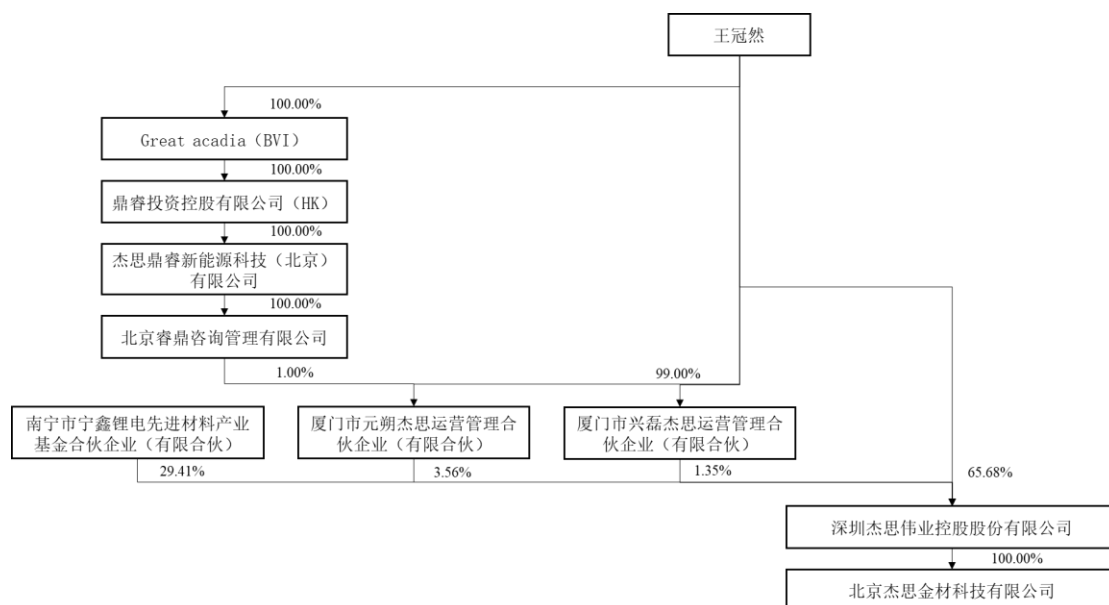 王冠然
100.00%
Great acadia（BVI）
100.00%
鼎睿投资控股有限公司（HK）
100.00%
杰思鼎睿新能源科技（北京）
有限公司
100.00%
北京睿鼎咨询管理有限公司
1.00%
99.00%
南宁市宁鑫锂电先进材料产业
基金合伙企业（有限合伙）
厦门市元朔杰思运营管理合
伙企业（有限合伙）
厦门市兴磊杰思运营管理合
伙企业（有限合伙）
29.41%
3.56%
1.35%
65.68%
深圳杰思伟业控股股份有限公司
100.00%
北京杰思金材科技有限公司